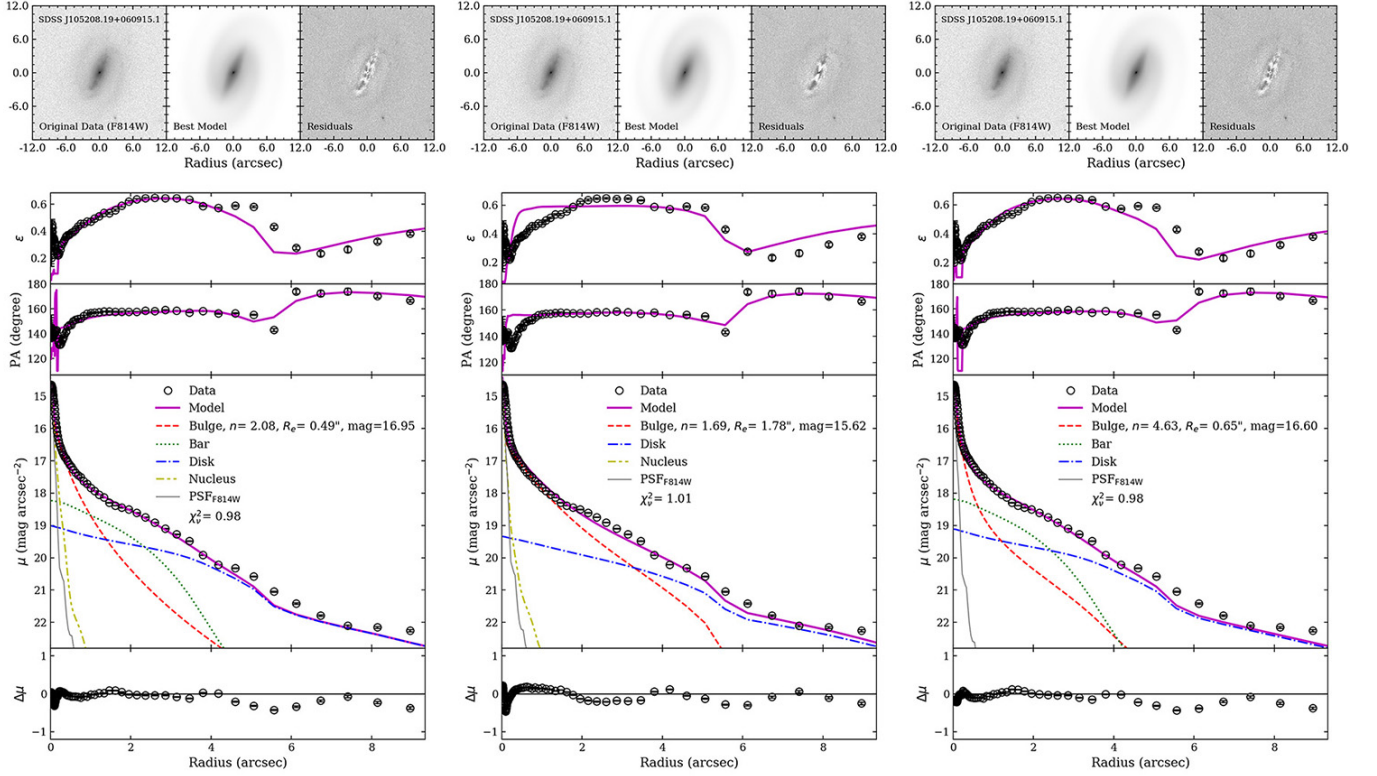 12.0
6.0
0.0
-6.0
SDSS J105208.19+060915.1
Original Data (F814W)
Best Model
Residuals
-12.0 -6.0 0.0 6.0 12.0 -6.0 0.0 6.0 12.0 -6.0 0.0 6.0 12.0
Radius (arcsec)
12.0
6.0
0.0
-6.0
SDSS J105208.19+060915.1
Original Data (F814W)
Best Model
Residuals
-12.0 -6.0 0.0 6.0 12.0 -6.0 0.0 6.0 12.0 -6.0 0.0 6.0 12.0
Radius (arcsec)
12.0
6.0
0.0
-6.0
SDSS J105208.19+060915.1
Original Data (F814W)
Best Model
Residuals
-12.0 -6.0 0.0 6.0 12.0 -6.0 0.0 6.0 12.0 -6.0 0.0 6.0 12.0
Radius (arcsec)
ε
0.6
0.4
0.2
PA (degree)
180
160
140
120
μ (mag arcsec⁻²)
15
16
17
18
19
20
21
22
Data
Model
Bulge, n= 2.08, Rₑ= 0.49", mag=16.95
Bar
Disk
Nucleus
PSF_F814W
χ²ᵥ= 0.98
Δμ
1
0
−1
0 2 4 6 8
Radius (arcsec)
ε
0.6
0.4
0.2
PA (degree)
180
160
140
120
μ (mag arcsec⁻²)
15
16
17
18
19
20
21
22
Data
Model
Bulge, n= 1.69, Rₑ= 1.78", mag=15.62
Disk
Nucleus
PSF_F814W
χ²ᵥ= 1.01
Δμ
1
0
−1
0 2 4 6 8
Radius (arcsec)
ε
0.6
0.4
0.2
PA (degree)
180
160
140
120
μ (mag arcsec⁻²)
15
16
17
18
19
20
21
22
Data
Model
Bulge, n= 4.63, Rₑ= 0.65", mag=16.60
Bar
Disk
PSF_F814W
χ²ᵥ= 0.98
Δμ
1
0
−1
0 2 4 6 8
Radius (arcsec)